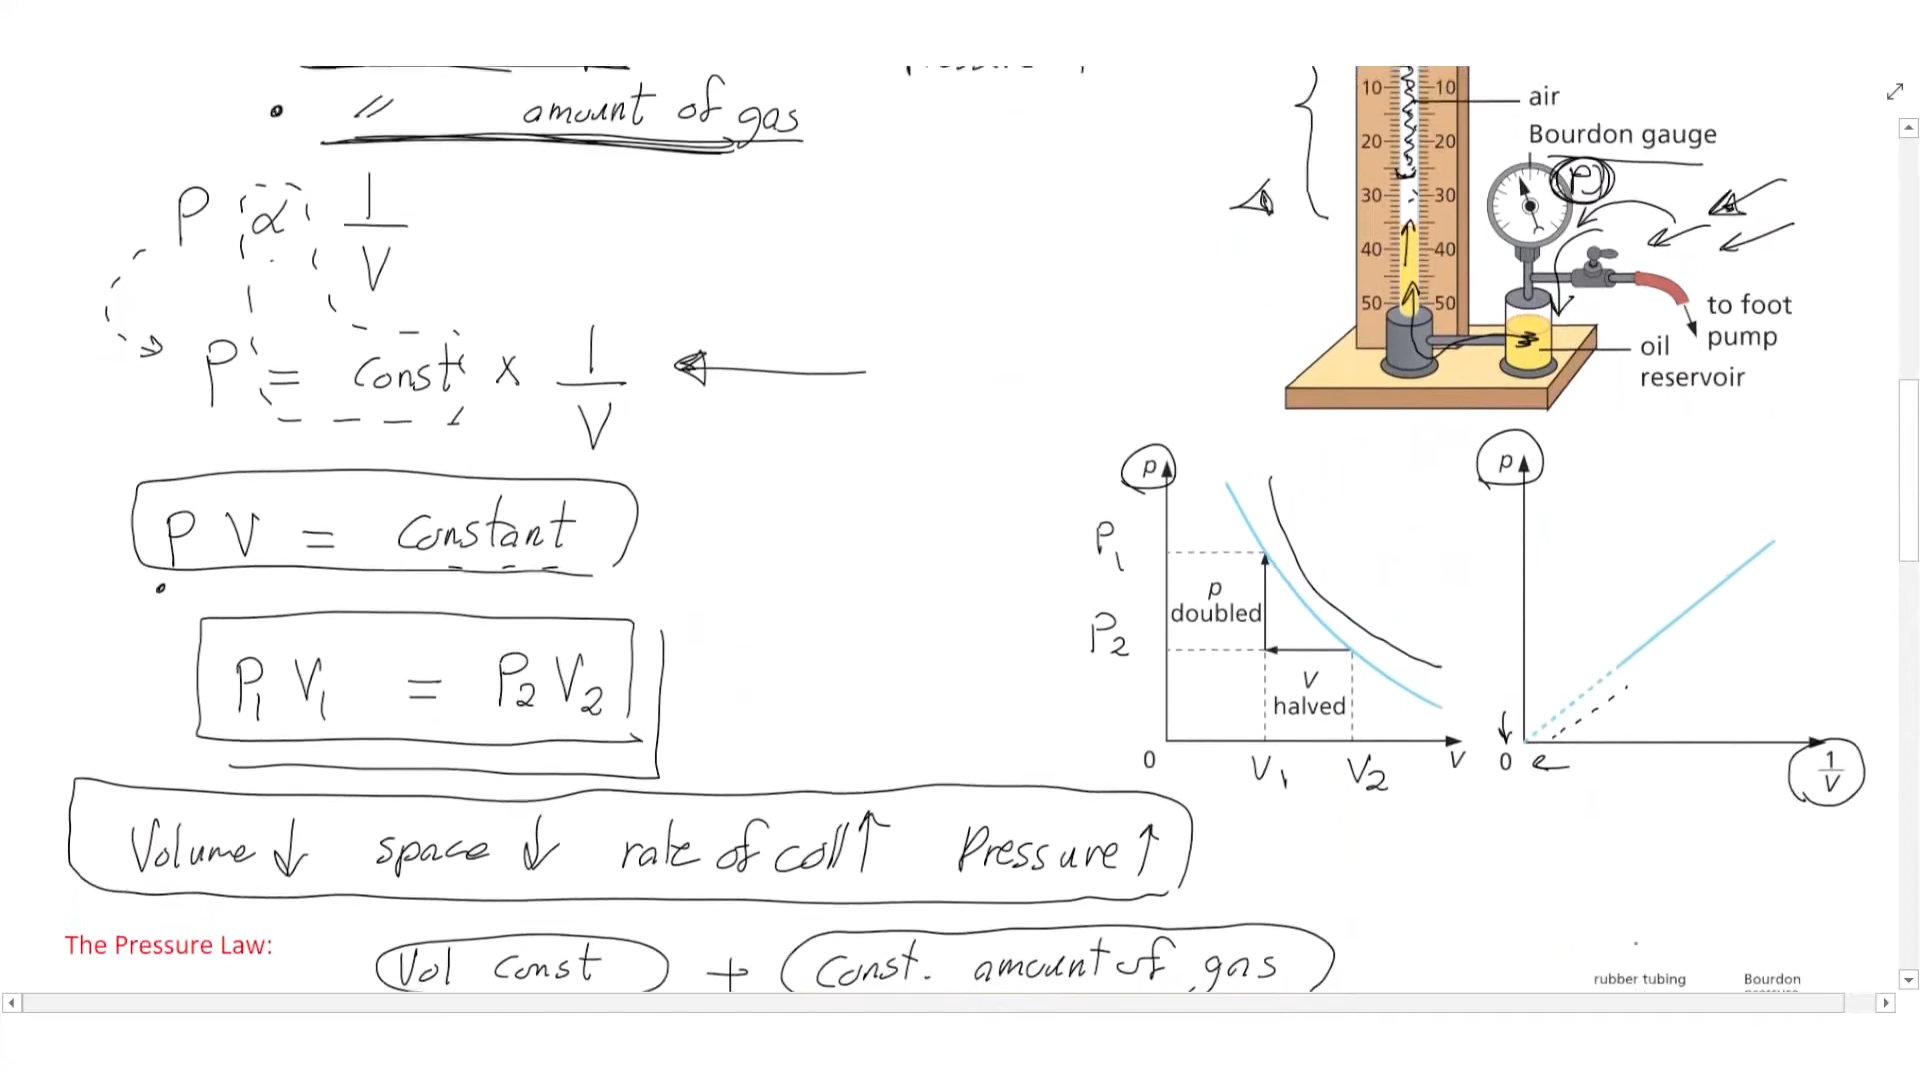 • // amount of gas
P α 1/V
P = const × 1/V
P V = Constant
P1 V1 = P2 V2
Volume ↓ space ↓ rate of coll ↑ Pressure ↑
The Pressure Law:
Vol const + Const. amount of gas
10 10
20 20
30 30
40 40
50 50
air
Bourdon gauge
P
to foot
pump
oil
reservoir
p
P1
P2
p
doubled
V
halved
0 V1 V2 V
p
0
1/V
rubber tubing Bourdon